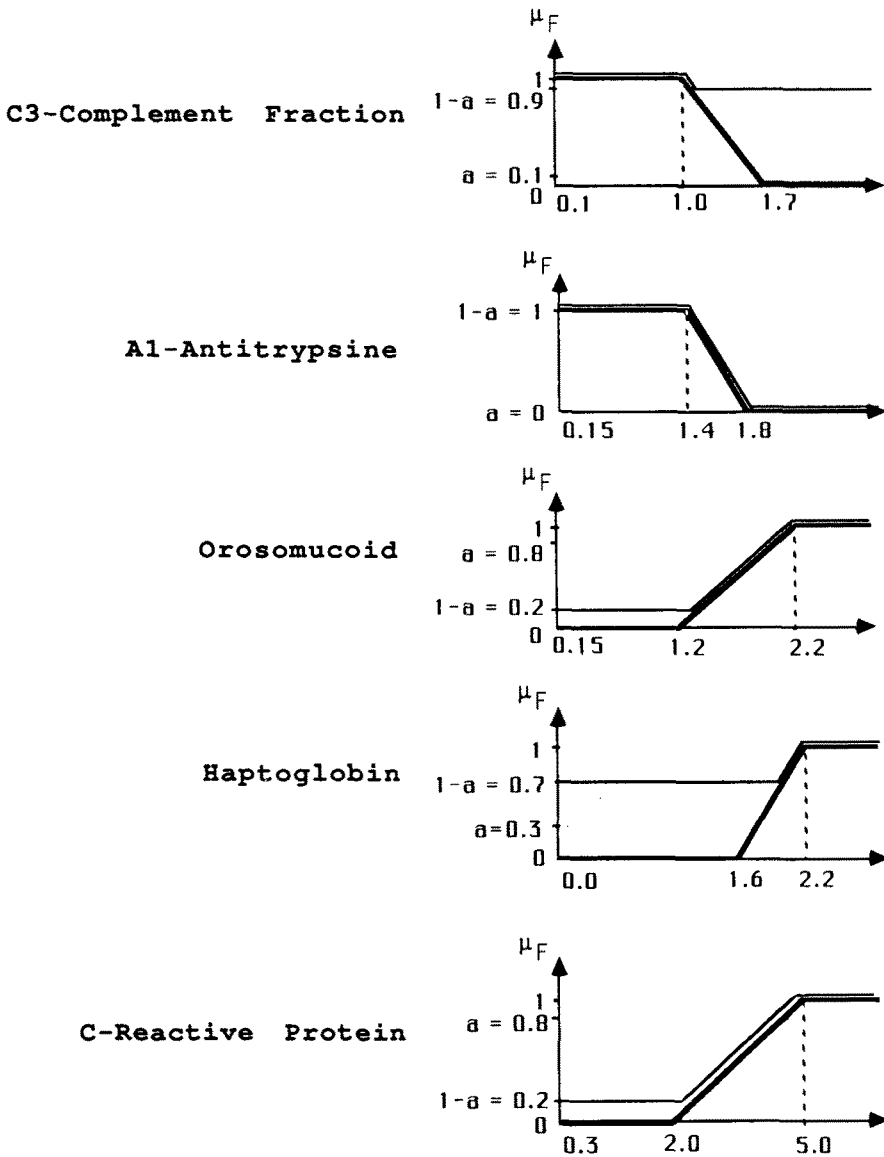 μF
1
1-a = 0.9
C3-Complement Fraction
a = 0.1
0
0.1 1.0 1.7
μF
1-a = 1
A1-Antitrypsine
a = 0
0.15 1.4 1.8
μF
1
Orosomucoid
a = 0.8
1-a = 0.2
0
0.15 1.2 2.2
μF
1
Haptoglobin
1-a = 0.7
a=0.3
0
0.0 1.6 2.2
μF
1
C-Reactive Protein
a = 0.8
1-a = 0.2
0
0.3 2.0 5.0